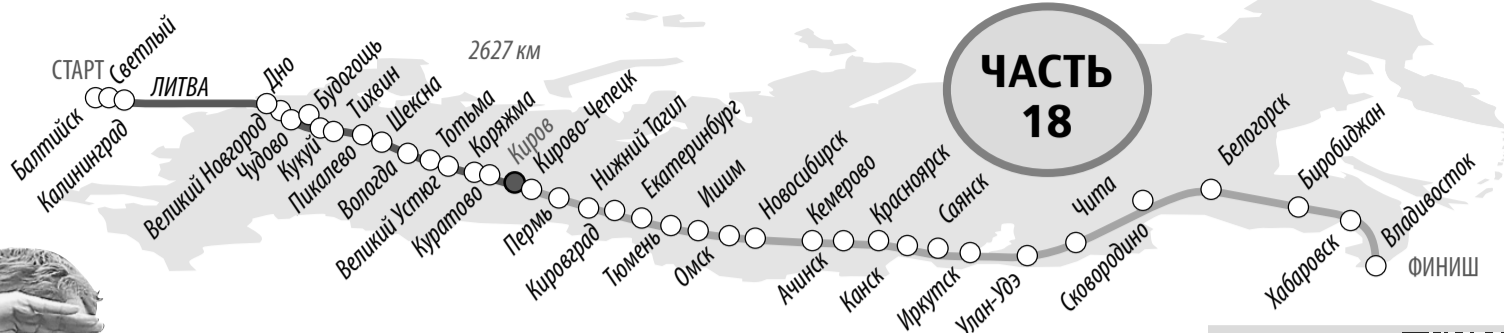 СТАРТ
Балтийск
Светлый
Калининград
ЛИТВА
Дно
Великий Новгород
Чудово
Будогощь
Кукуй
Тихвин
Пикалево
Шексна
Вологда
Тотьма
Великий Устюг
Коряжма
Куратово
2627 км
Киров
Кирово-Чепецк
Пермь
Нижний Тагил
Кировград
Екатеринбург
Тюмень
Ишим
Омск
Новосибирск
Кемерово
Ачинск
Красноярск
Канск
Саянск
Иркутск
Улан-Удэ
Чита
Сковородино
Белогорск
Биробиджан
Хабаровск
Владивосток
ФИНИШ
ЧАСТЬ
18